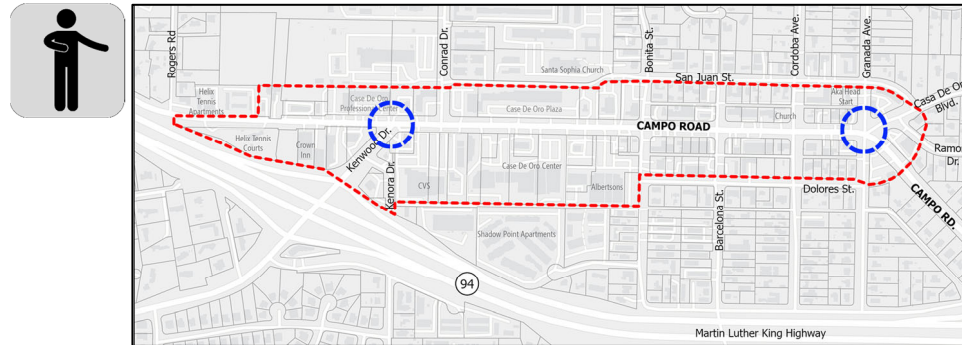 Rogers Rd
Conrad Dr.
Bonita St.
Cordoba Ave.
Granada Ave.
Santa Sophia Church
San Juan St.
Helix
Tennis
Apartments
Case De Oro
Professional Center
Case De Oro Plaza
Aka Head
Start
Casa De Oro
Blvd.
Church
CAMPO ROAD
Helix Tennis
Courts
Crown
Inn
Kenwood Dr.
Kenora Dr.
Case De Oro Center
CVS
Albertsons
Ramo
Dr.
Dolores St.
CAMPO RD.
Barcelona St.
Shadow Point Apartments
94
Martin Luther King Highway